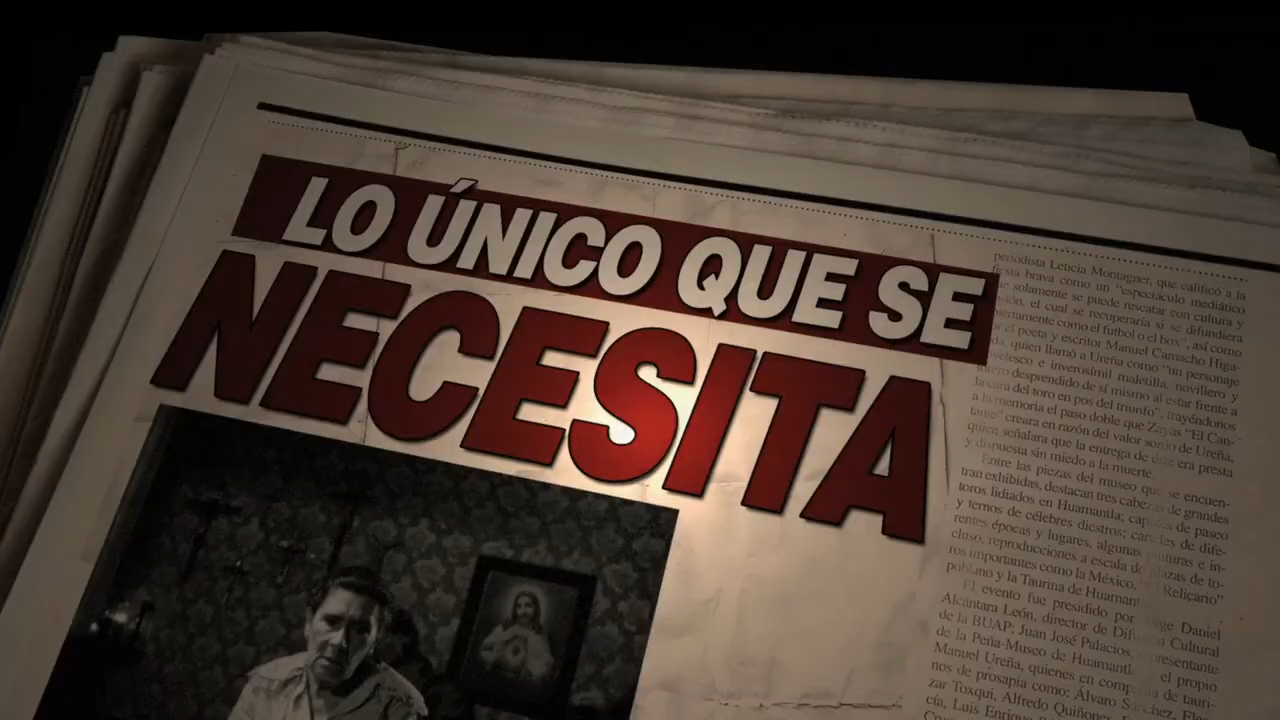 LO ÚNICO QUE SE
NECESITA
periodista Leticia Montagner, que calificó a la
fiesta brava como un "espectáculo mediático
solamente se puede rescatar con cultura y
el cual se recuperaría si se difundiera
como el futbol o el box", así como
el poeta y escritor Manuel Camacho Higa-
quien llamó a Ureña como "un personaje
e inverosímil maletilla, novillero y
torero desprendido de sí mismo al estar frente a
la cara del toro en pos del triunfo", trayéndonos
a la memoria el paso doble que Zayas "El Can-
tante" creara en razón del valor sobrio de Ureña,
quien señalara que la entrega de éste era presta
y dispuesta sin miedo a la muerte.
Entre las piezas del museo que se encuen-
tran exhibidas, destacan tres cabezas de grandes
toros lidiados en Huamantla; capotes de paseo
y ternos de célebres diestros; carteles de dife-
rentes épocas y lugares, algunas pinturas e in-
cluso, reproducciones a escala de plazas de to-
ros importantes como la México, "El Relicario"
poblano y la Taurina de Huamantla.
El evento fue presidido por Jorge Daniel
Alcántara León, director de Difusión Cultural
de la BUAP; Juan José Palacios, representante
de la Peña-Museo de Huamantla el propio
Manuel Ureña, quienes en compañía de tauri-
nos de prosapia como: Álvaro Sánchez,
zar Toxqui, Alfredo Quiñones
cía, Luis Enrique